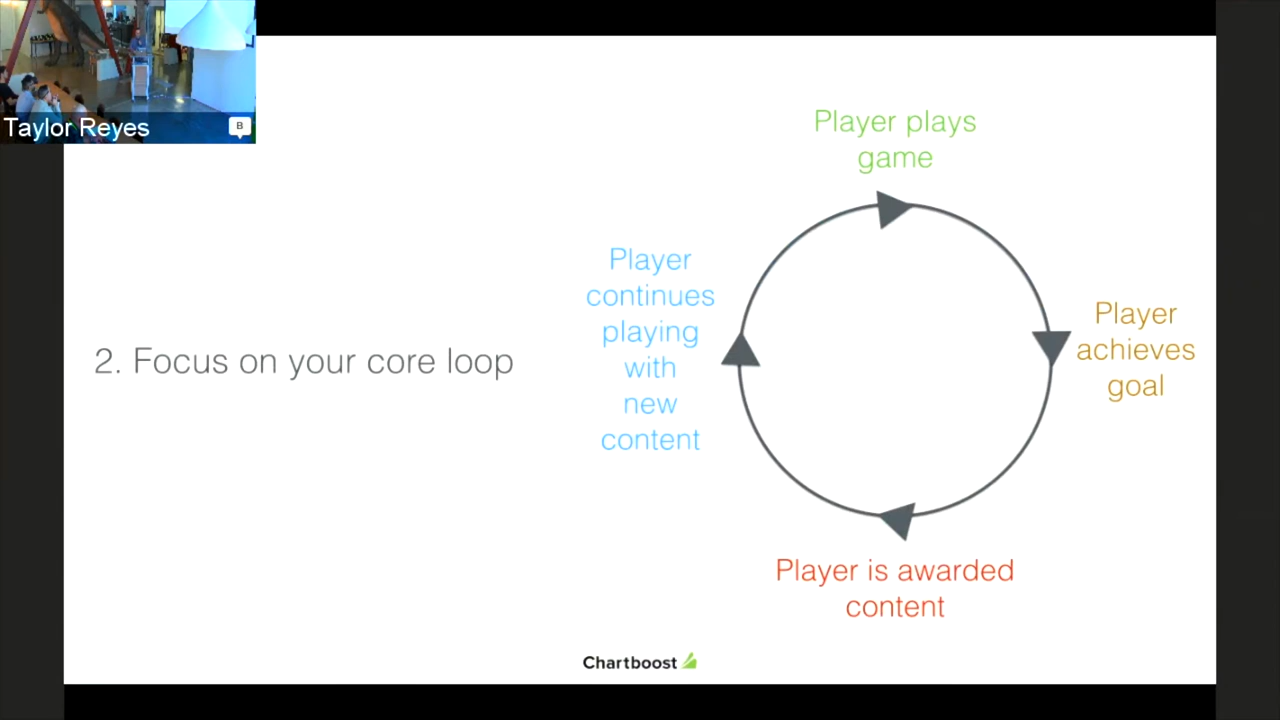 Taylor Reyes
B
2. Focus on your core loop
Player plays
game
Player
achieves
goal
Player is awarded
content
Player
continues
playing
with
new
content
Chartboost